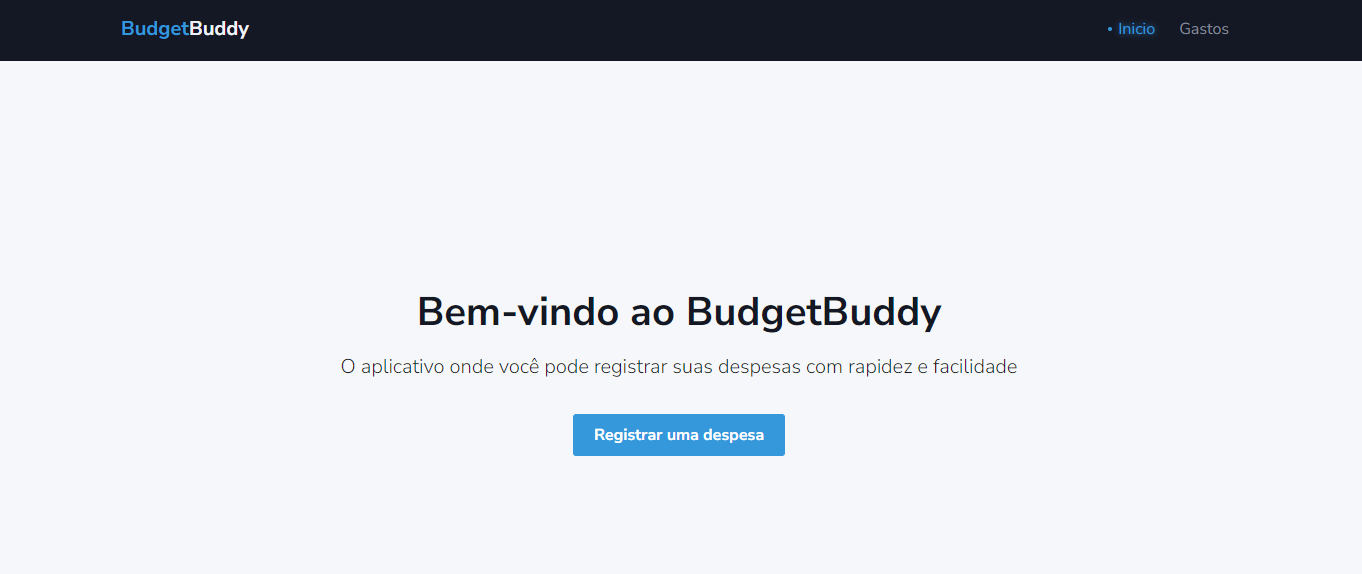 BudgetBuddy
Inicio
Gastos
Bem-vindo ao BudgetBuddy
O aplicativo onde você pode registrar suas despesas com rapidez e facilidade
Registrar uma despesa